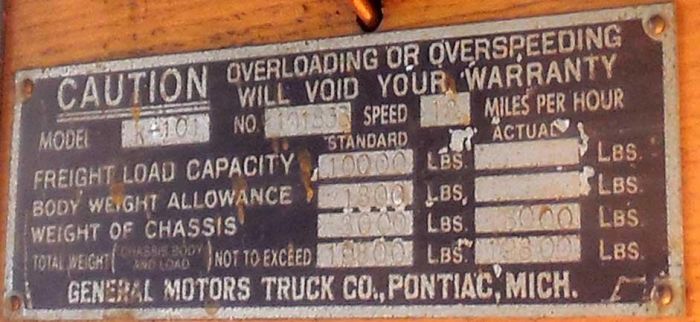 CAUTION OVERLOADING OR OVERSPEEDING
WILL VOID YOUR WARRANTY
MODEL K-101 NO. SPEED MILES PER HOUR
STANDARD ACTUAL
FREIGHT LOAD CAPACITY 10000 LBS. LBS.
BODY WEIGHT ALLOWANCE 1800 LBS. LBS.
WEIGHT OF CHASSIS LBS. LBS.
TOTAL WEIGHT (CHASSIS BODY AND LOAD) NOT TO EXCEED LBS. LBS.
GENERAL MOTORS TRUCK CO., PONTIAC, MICH.